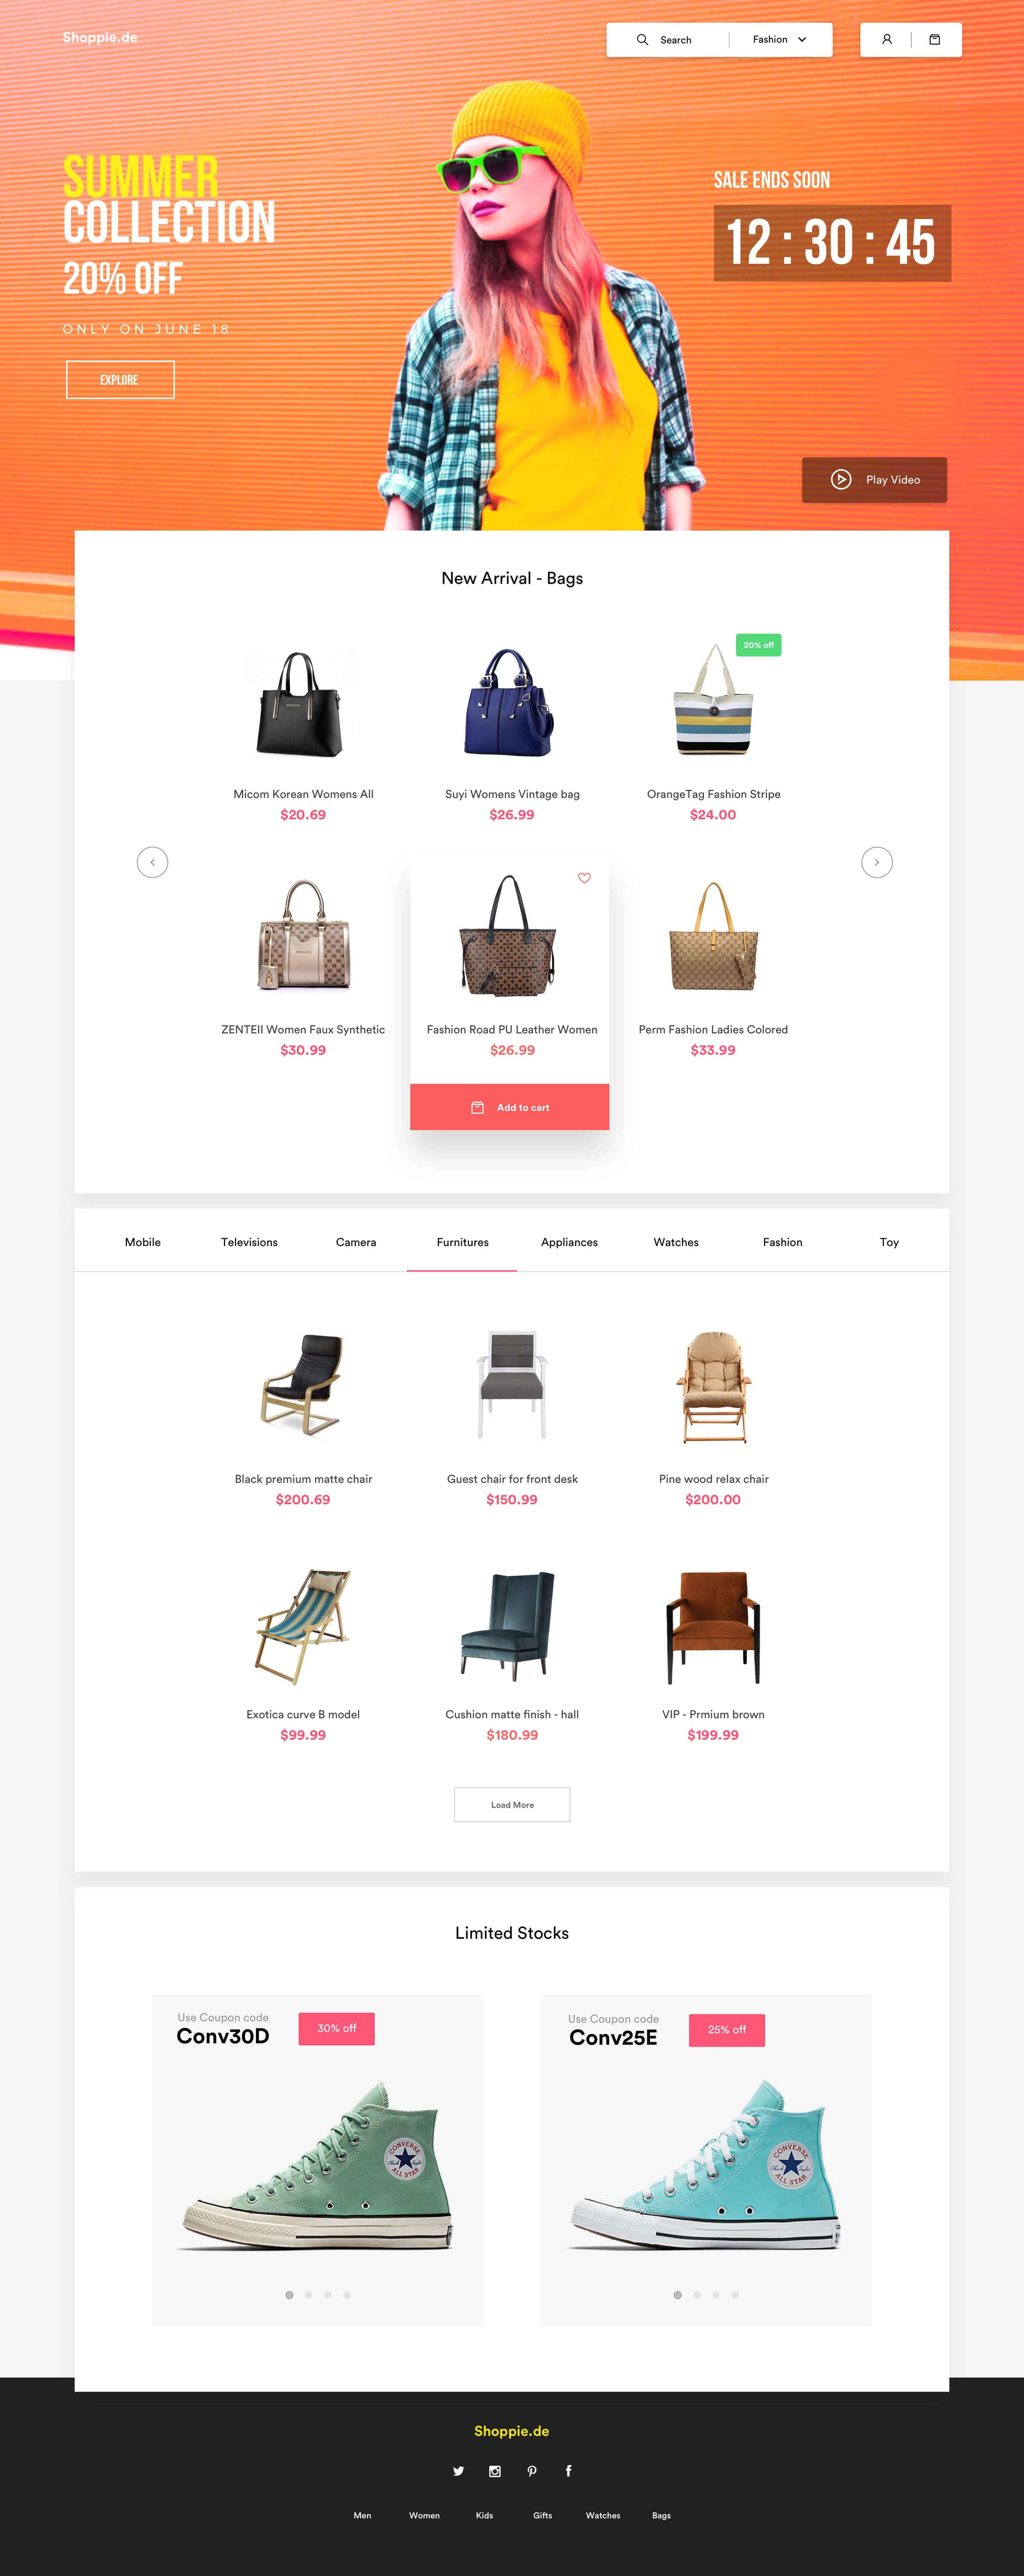 Shoppie.de
Search
Fashion
SUMMER
COLLECTION
20% OFF
ONLY ON JUNE 18
EXPLORE
SALE ENDS SOON
12 : 30 : 45
Play Video
New Arrival - Bags
20% off
Micom Korean Womens All
$20.69
Suyi Womens Vintage bag
$26.99
OrangeTag Fashion Stripe
$24.00
ZENTEII Women Faux Synthetic
$30.99
Fashion Road PU Leather Women
$26.99
Perm Fashion Ladies Colored
$33.99
Add to cart
Mobile
Televisions
Camera
Furnitures
Appliances
Watches
Fashion
Toy
Black premium matte chair
$200.69
Guest chair for front desk
$150.99
Pine wood relax chair
$200.00
Exotica curve B model
$99.99
Cushion matte finish - hall
$180.99
VIP - Prmium brown
$199.99
Load More
Limited Stocks
Use Coupon code
Conv30D
30% off
CONVERSE
ALL STAR
Use Coupon code
Conv25E
25% off
CONVERSE
ALL STAR
Shoppie.de
Men
Women
Kids
Gifts
Watches
Bags